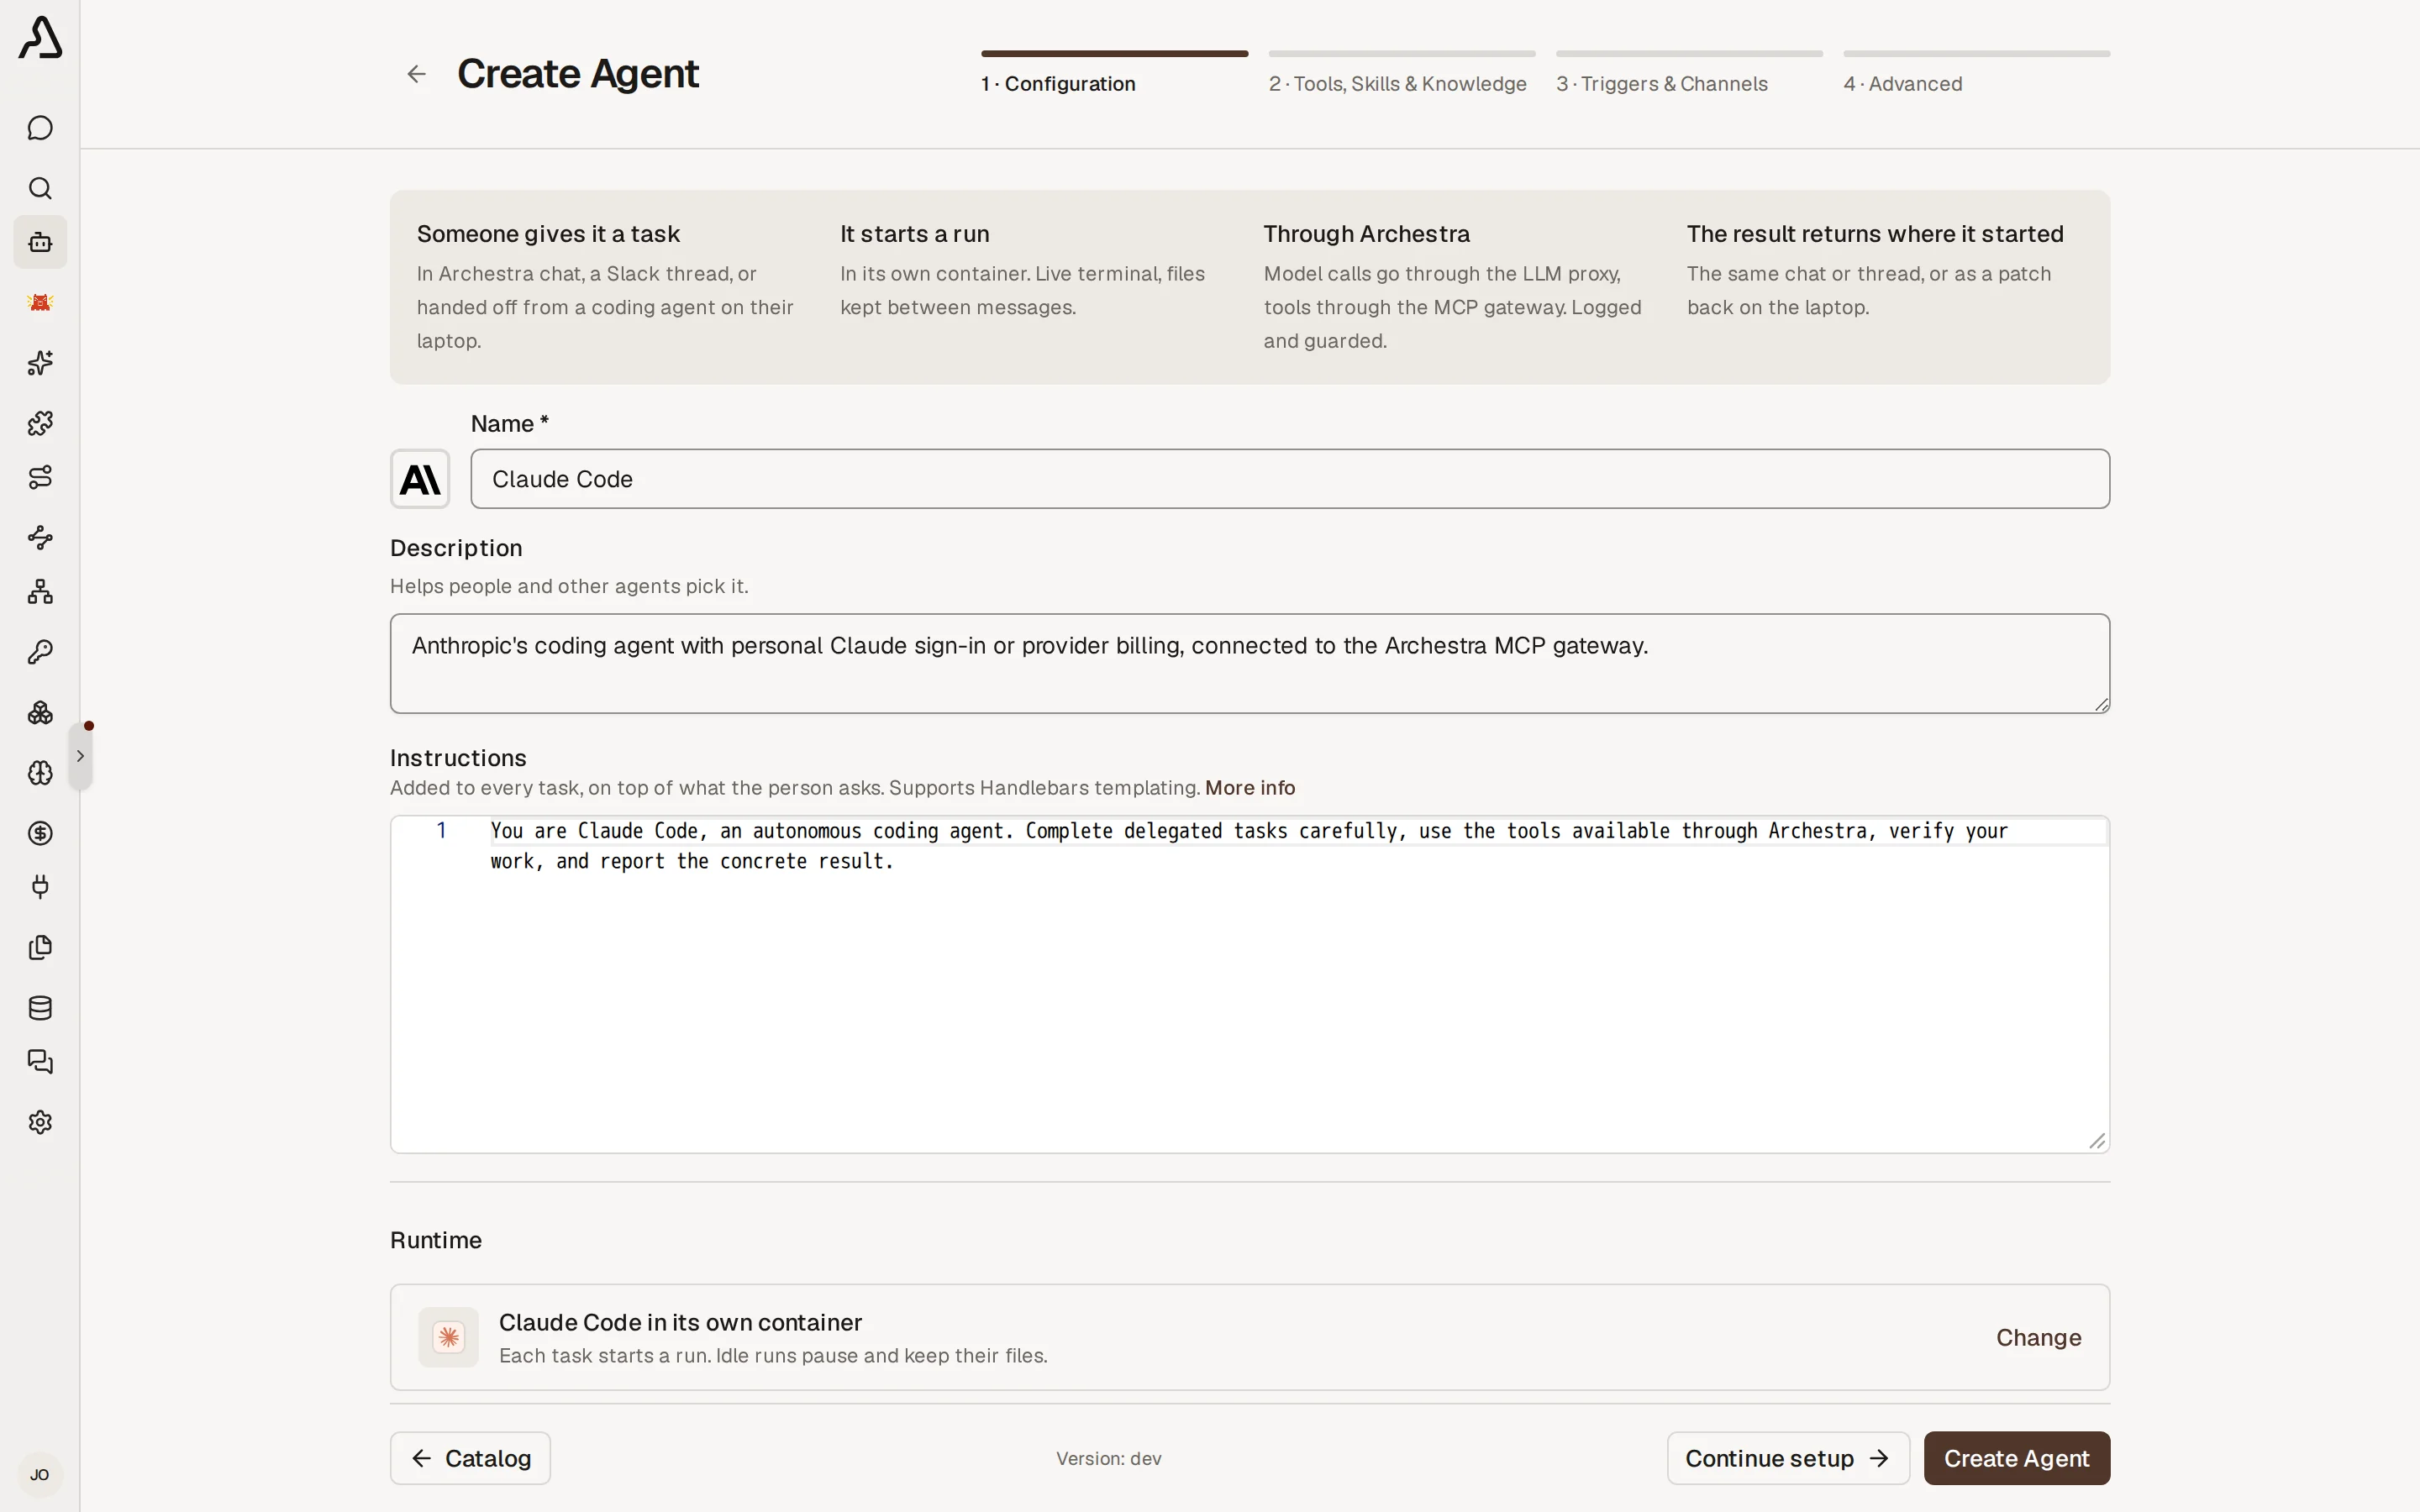 Create Agent
1 · Configuration
2 · Tools, Skills & Knowledge
3 · Triggers & Channels
4 · Advanced
Someone gives it a task
In Archestra chat, a Slack thread, or
handed off from a coding agent on their
laptop.
It starts a run
In its own container. Live terminal, files
kept between messages.
Through Archestra
Model calls go through the LLM proxy,
tools through the MCP gateway. Logged
and guarded.
The result returns where it started
The same chat or thread, or as a patch
back on the laptop.
Name *
Claude Code
Description
Helps people and other agents pick it.
Anthropic's coding agent with personal Claude sign-in or provider billing, connected to the Archestra MCP gateway.
Instructions
Added to every task, on top of what the person asks. Supports Handlebars templating. More info
1 You are Claude Code, an autonomous coding agent. Complete delegated tasks carefully, use the tools available through Archestra, verify your
work, and report the concrete result.
Runtime
Claude Code in its own container
Each task starts a run. Idle runs pause and keep their files.
Change
Catalog
Version: dev
Continue setup
Create Agent
JO